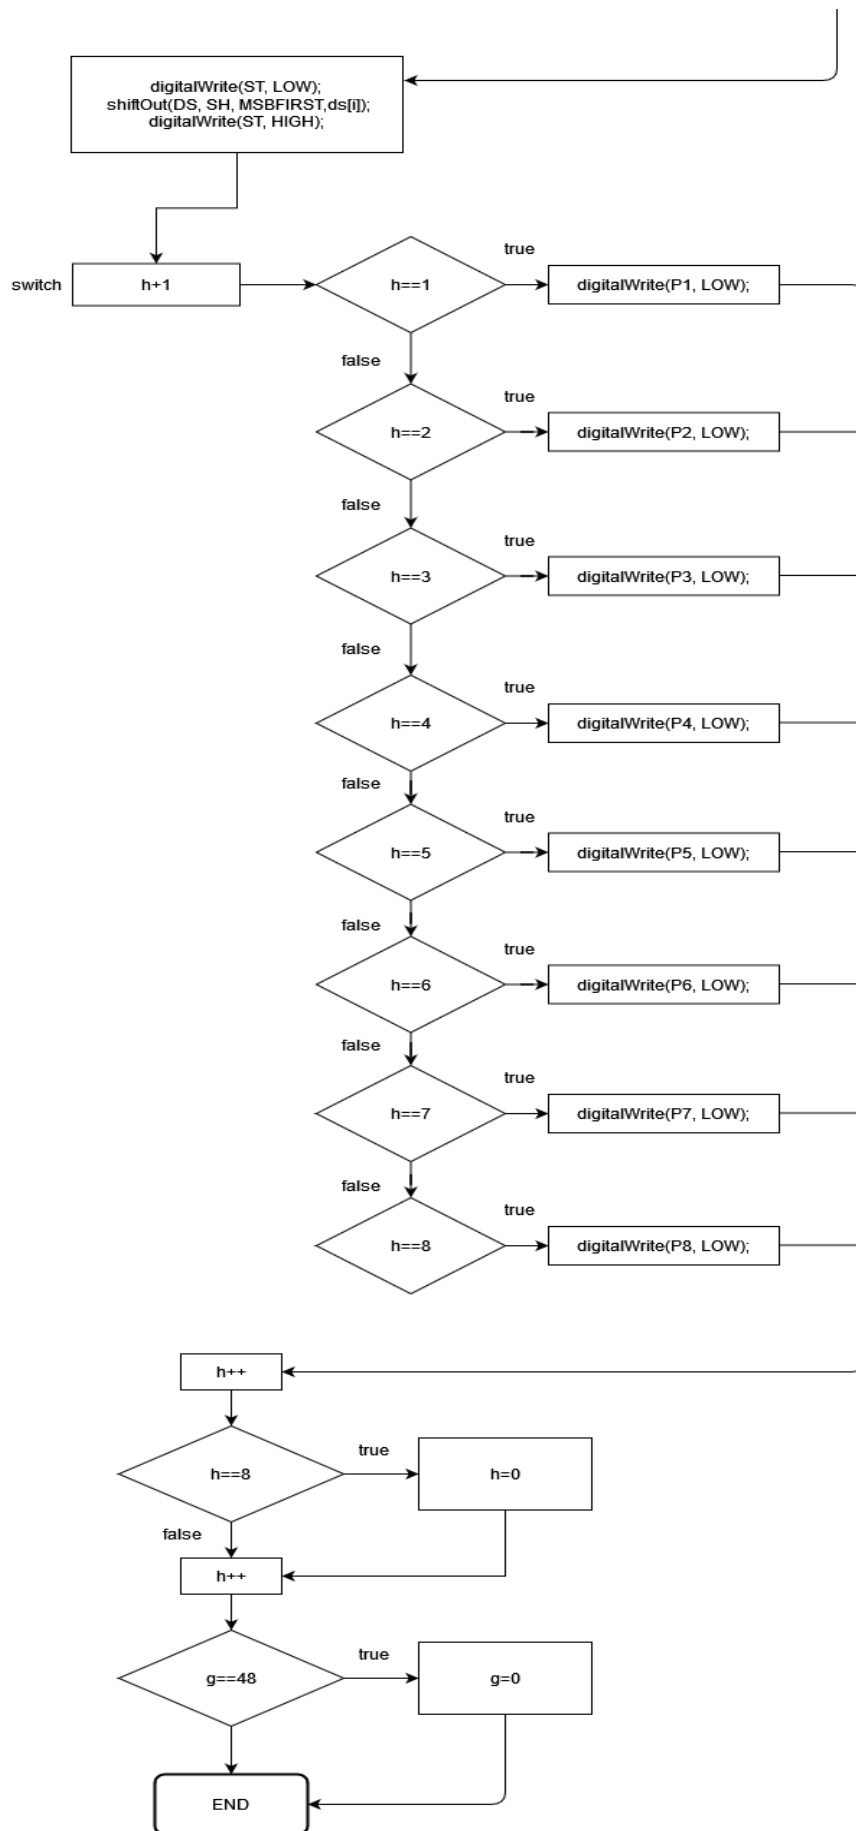 digitalWrite(ST, LOW);
shiftOut(DS, SH, MSBFIRST,ds[i]);
digitalWrite(ST, HIGH);
switch
h+1
h==1
true
digitalWrite(P1, LOW);
false
h==2
true
digitalWrite(P2, LOW);
false
h==3
true
digitalWrite(P3, LOW);
false
h==4
true
digitalWrite(P4, LOW);
false
h==5
true
digitalWrite(P5, LOW);
false
h==6
true
digitalWrite(P6, LOW);
false
h==7
true
digitalWrite(P7, LOW);
false
h==8
true
digitalWrite(P8, LOW);
h++
h==8
true
h=0
false
h++
g==48
true
g=0
END